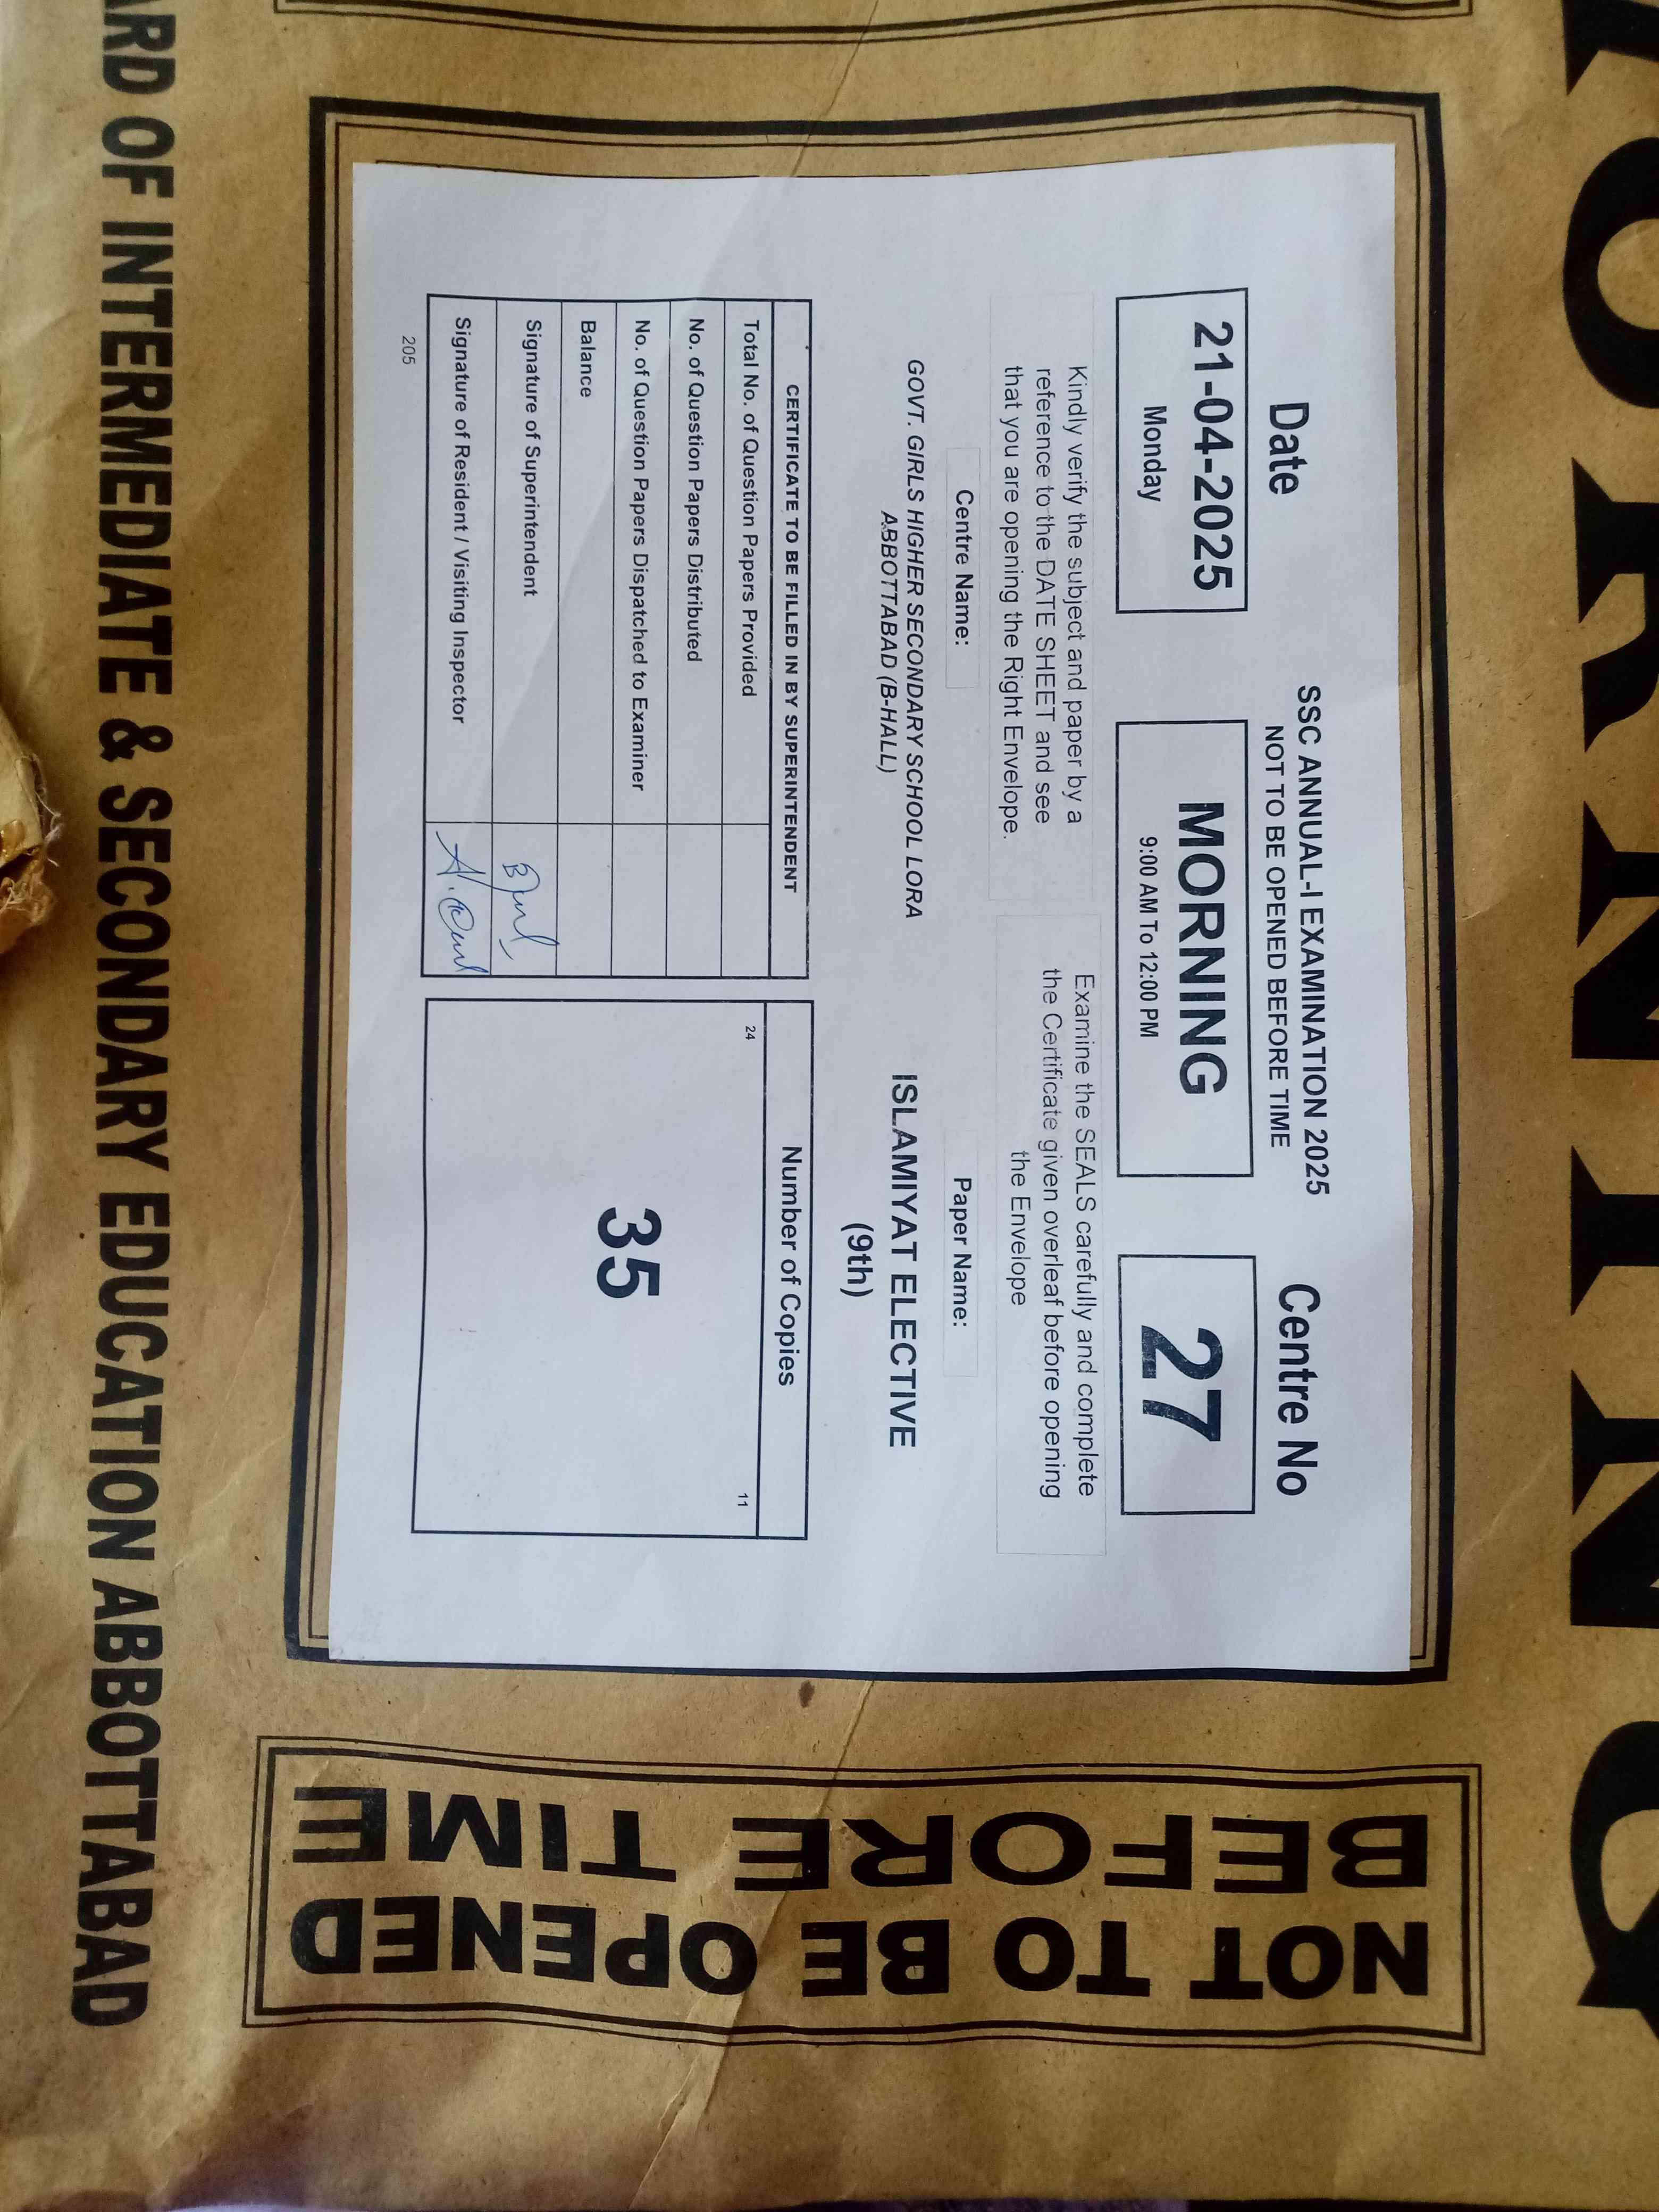 MORNING
SSC ANNUAL-I EXAMINATION 2025
NOT TO BE OPENED BEFORE TIME
Date
Centre No
21-04-2025
Monday
MORNING
9:00 AM To 12:00 PM
27
Kindly verify the subject and paper by a
reference to the DATE SHEET and see
that you are opening the Right Envelope.
Examine the SEALS carefully and complete
the Certificate given overleaf before opening
the Envelope
Centre Name:
GOVT. GIRLS HIGHER SECONDARY SCHOOL LORA
ABBOTTABAD (B-HALL)
Paper Name:
ISLAMIYAT ELECTIVE
(9th)
CERTIFICATE TO BE FILLED IN BY SUPERINTENDENT
Total No. of Question Papers Provided
No. of Question Papers Distributed
No. of Question Papers Dispatched to Examiner
Balance
Signature of Superintendent
Signature of Resident / Visiting Inspector
205
Number of Copies
24
11
35
NOT TO BE OPENED
BEFORE TIME
ARD OF INTERMEDIATE & SECONDARY EDUCATION ABBOTTABAD